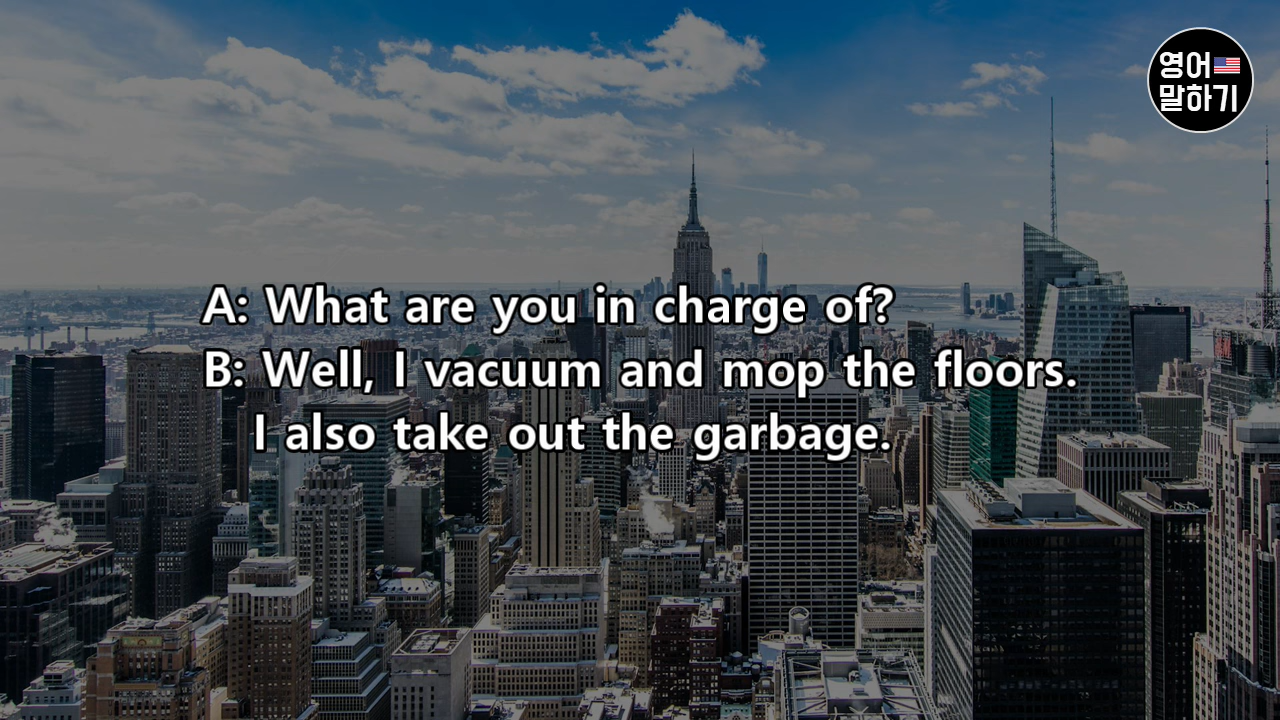 영어
말하기
A: What are you in charge of?
B: Well, I vacuum and mop the floors.
I also take out the garbage.